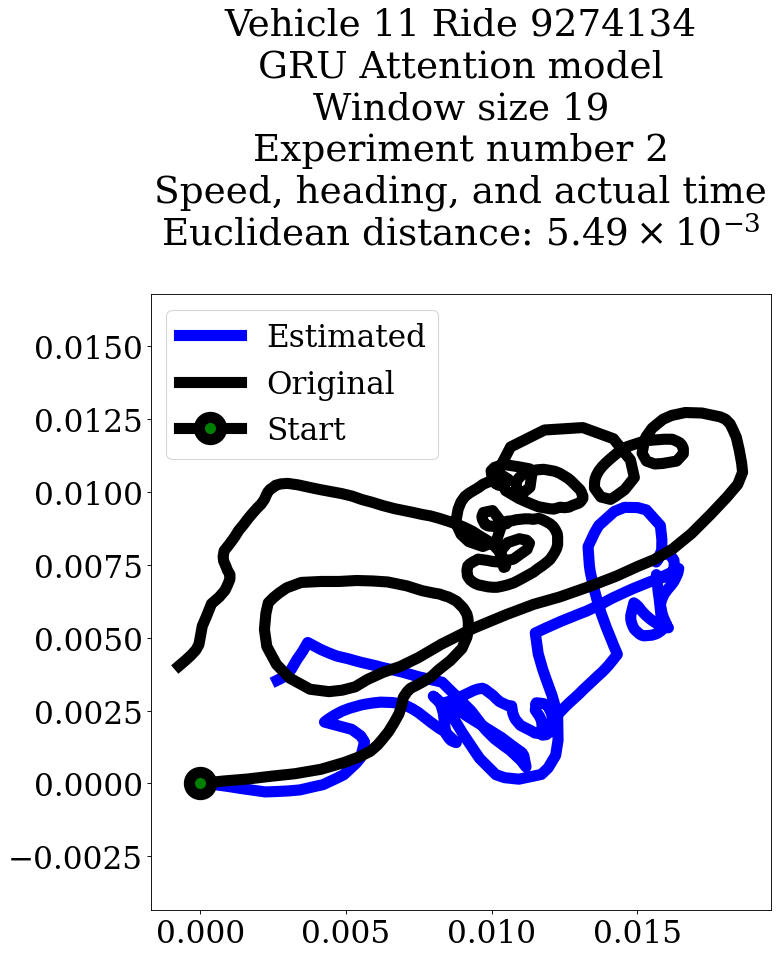 Vehicle 11 Ride 9274134
GRU Attention model
Window size 19
Experiment number 2
Speed, heading, and actual time
Euclidean distance: 5.49 × 10⁻³
Estimated
Original
Start
0.0150
0.0125
0.0100
0.0075
0.0050
0.0025
0.0000
−0.0025
0.000 0.005 0.010 0.015